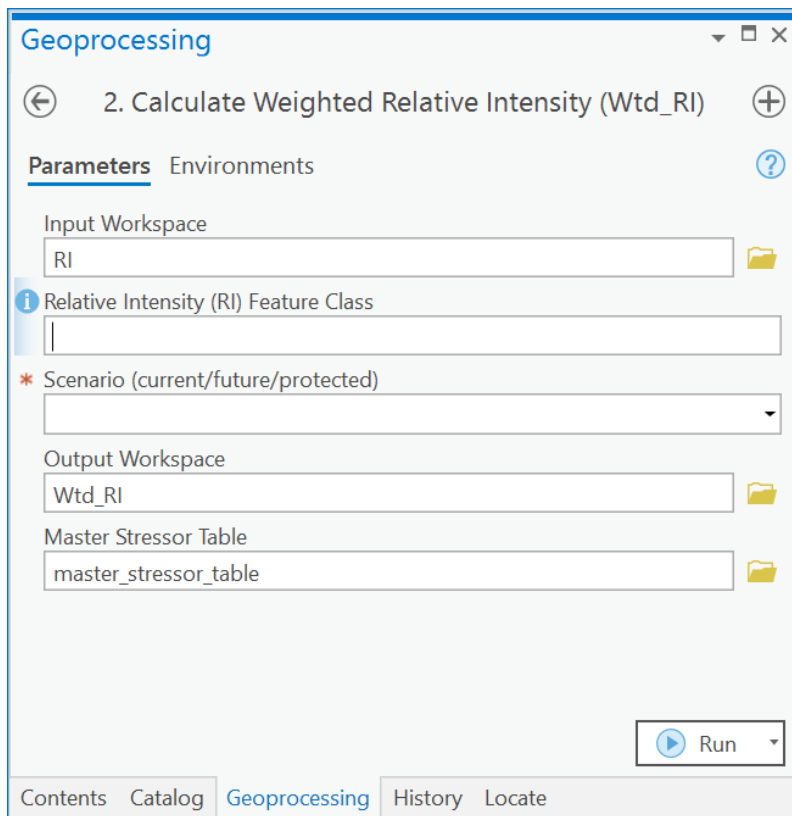 Geoprocessing
2. Calculate Weighted Relative Intensity (Wtd_RI)
Parameters Environments
Input Workspace
RI
Relative Intensity (RI) Feature Class
* Scenario (current/future/protected)
Output Workspace
Wtd_RI
Master Stressor Table
master_stressor_table
Run
Contents Catalog Geoprocessing History Locate